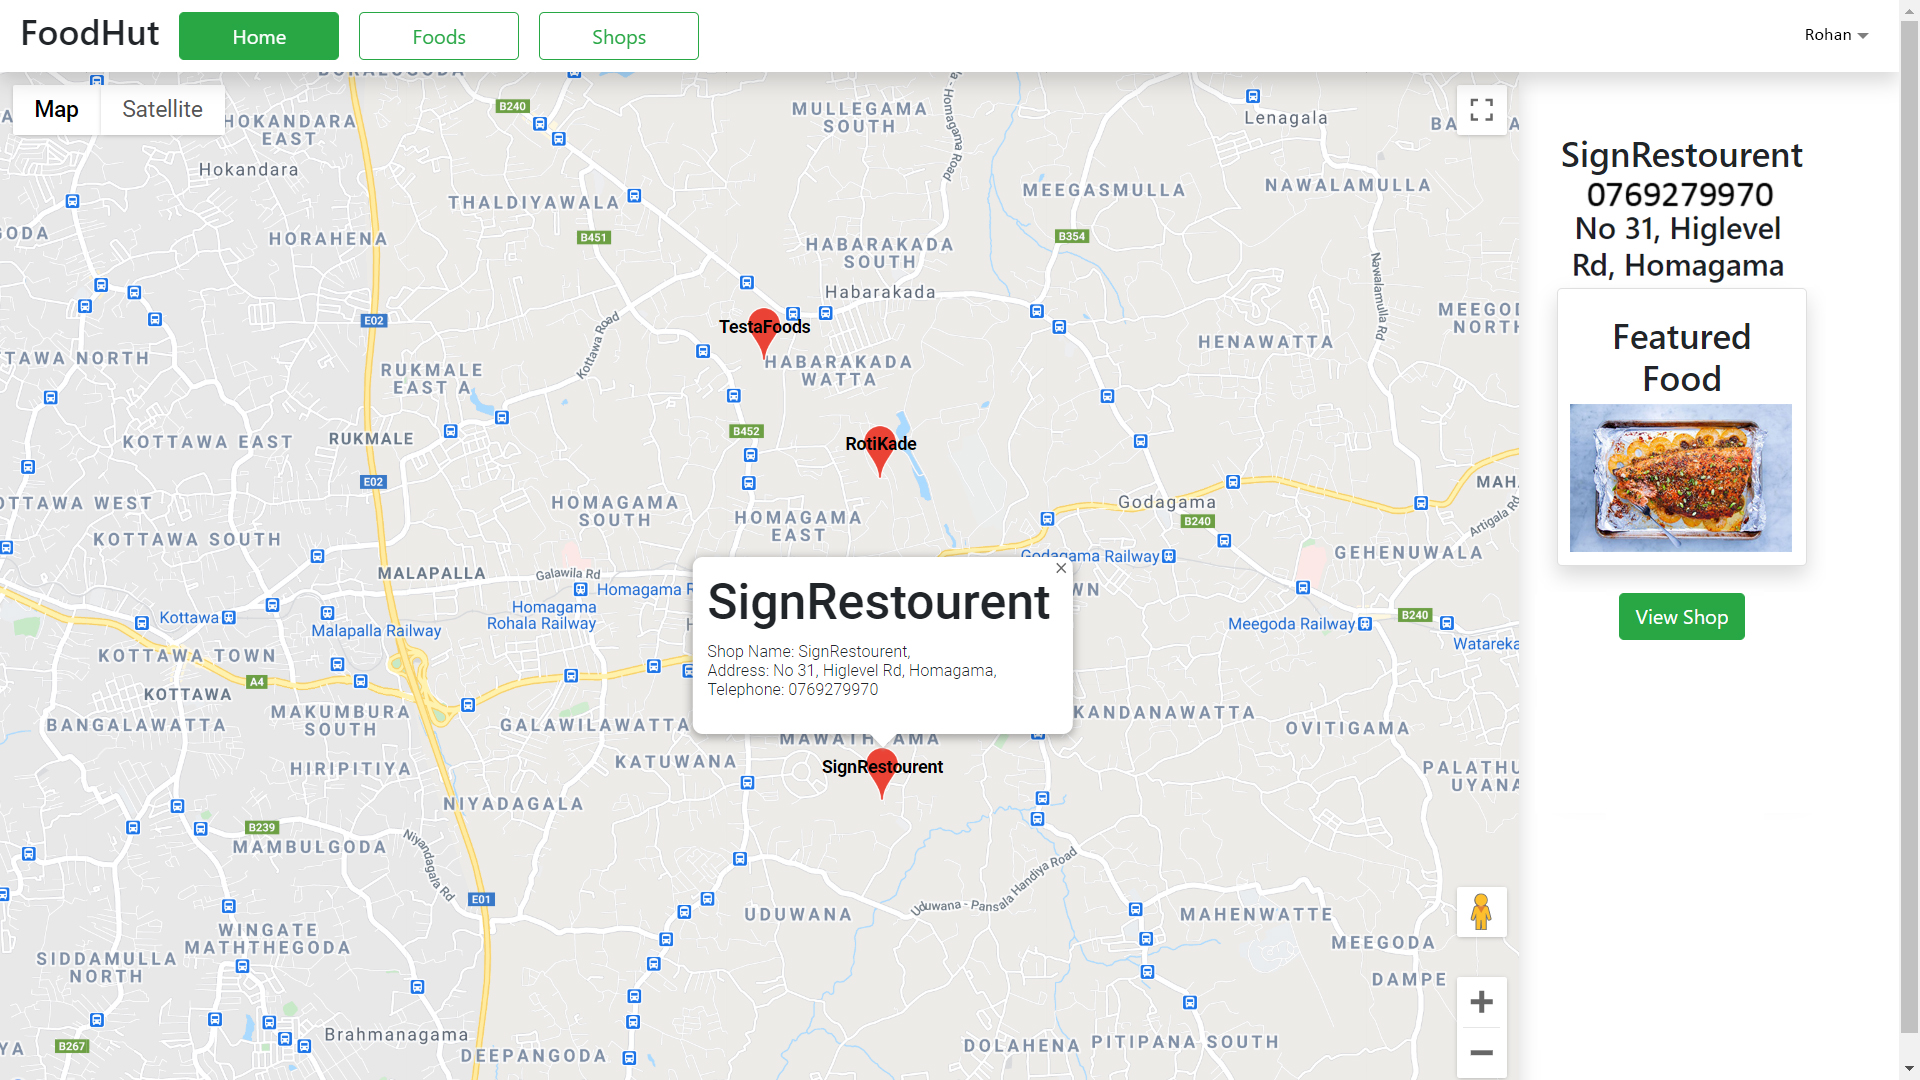 FoodHut
Home
Foods
Shops
Rohan
Map
Satellite
HOKANDARA
EAST
Hokandara
B240
MULLEGAMA
SOUTH
Homagama Road
Lenagala
THALDIYAWALA
MEEGASMULLA
NAWALAMULLA
HORAHENA
B451
HABARAKADA
SOUTH
B354
Habarakada
Nawalamulla Rd
E02
Kottawa Road
TestaFoods
HABARAKADA
WATTA
HENAWATTA
TTAWA NORTH
RUKMALE
EAST A
KOTTAWA EAST
RUKMALE
B452
RotiKade
E02
OTTAWA WEST
HOMAGAMA
SOUTH
HOMAGAMA
EAST
Godagama
B240
Artigala Rd
KOTTAWA SOUTH
GEHENUWALA
Godagama Railway
MALAPALLA
Galawila Rd
Homagama R
Homagama
Rohala Railway
Kottawa
Malapalla Railway
Meegoda Railway
B240
Watareka
KOTTAWA TOWN
A4
KOTTAWA
BANGALAWATTA
MAKUMBURA
SOUTH
GALAWILAWATTA
SignRestourent
Shop Name: SignRestourent,
Address: No 31, Higlevel Rd, Homagama,
Telephone: 0769279970
KANDANAWATTA
OVITIGAMA
HIRIPITIYA
KATUWANA
SignRestourent
PALATHU
UYANA
NIYADAGALA
B239
MAMBULGODA
Niyandagala Rd
E01
UDUWANA
Uduwana - Pansala Handiya Road
MAHENWATTE
MEEGODA
WINGATE
MATHTHEGODA
SIDDAMULLA
NORTH
DAMPE
Brahmanagama
B267
DEEPANGODA
DOLAHENA
PITIPANA SOUTH
SignRestourent
0769279970
No 31, Higlevel
Rd, Homagama
Featured
Food
View Shop